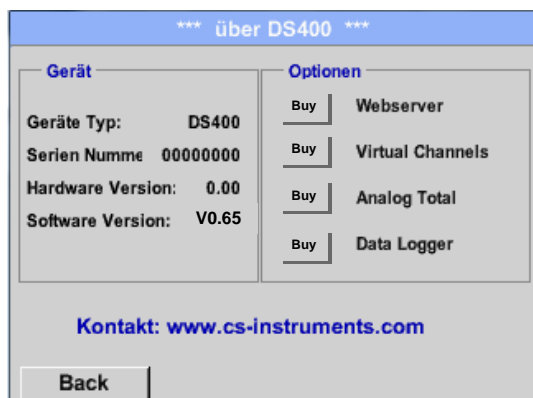 *** über DS400 ***
Gerät
Geräte Typ: DS400
Serien Numme 00000000
Hardware Version: 0.00
Software Version: V0.65
Optionen
Buy Webserver
Buy Virtual Channels
Buy Analog Total
Buy Data Logger
Kontakt: www.cs-instruments.com
Back